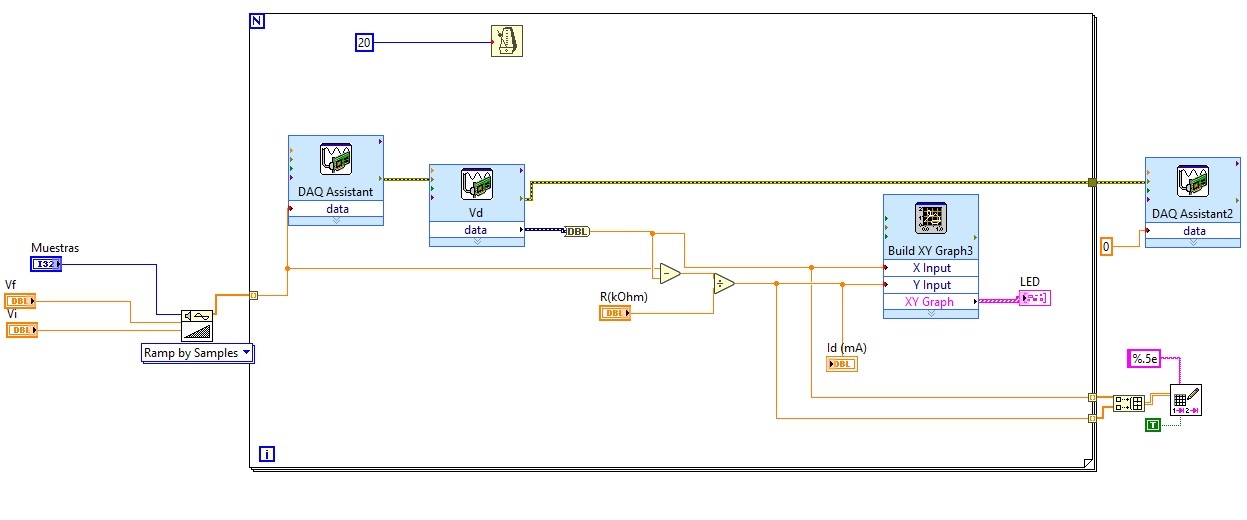 N
20
DAQ Assistant
data
Vd
data
DBL
DAQ Assistant2
data
0
Build XY Graph3
X Input
Y Input
XY Graph
LED
Muestras
I32
Vf
DBL
Vi
DBL
Ramp by Samples
R(kOhm)
DBL
Id (mA)
DBL
%.5e
T
i